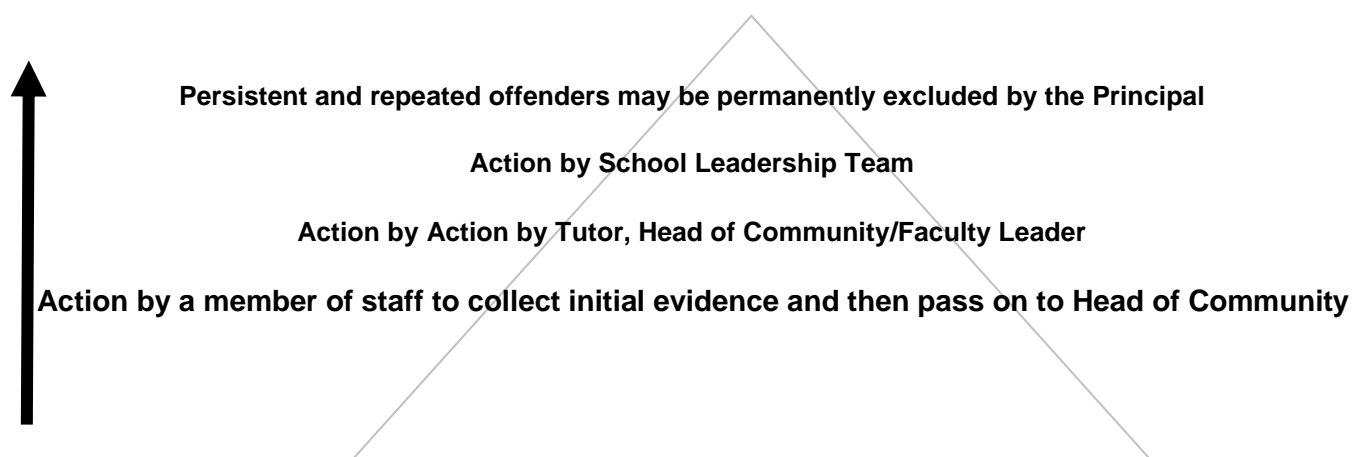 Persistent and repeated offenders may be permanently excluded by the Principal
Action by School Leadership Team
Action by Action by Tutor, Head of Community/Faculty Leader
Action by a member of staff to collect initial evidence and then pass on to Head of Community